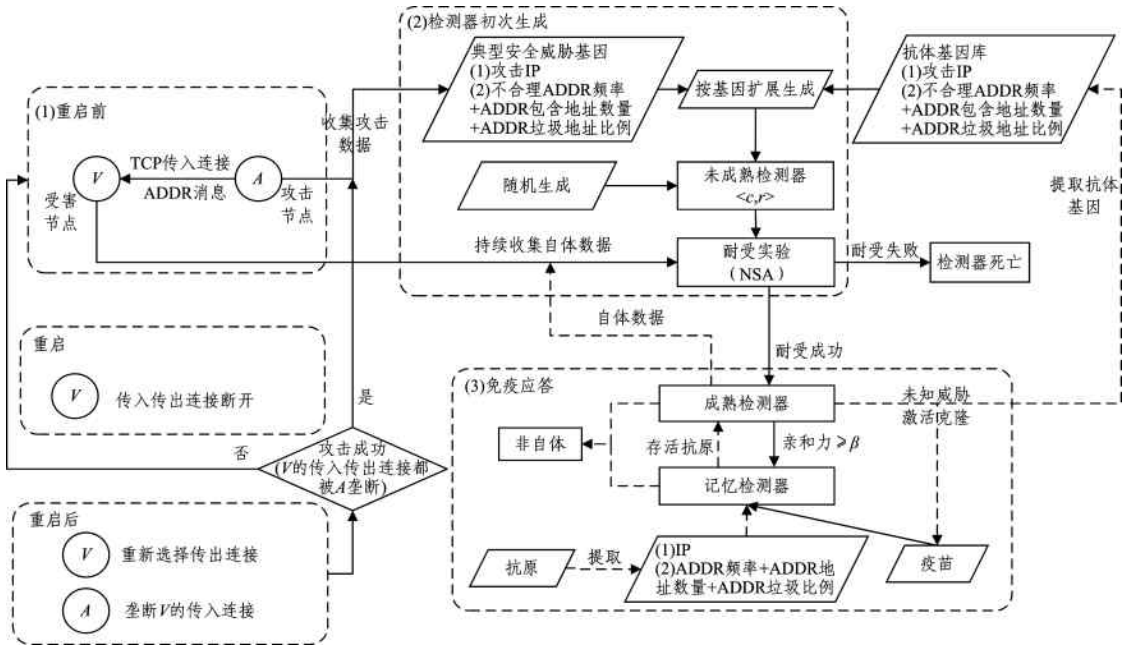 (1)重启前
TCP传入连接
V
A
ADDR消息
受害
节点
攻击
节点
收集攻击
数据
(2)检测器初次生成
典型安全威胁基因
(1)攻击IP
(2)不合理ADDR频率
+ADDR包含地址数量
+ADDR垃圾地址比例
按基因扩展生成
抗体基因库
(1)攻击IP
(2)不合理ADDR频率
+ADDR包含地址数量
+ADDR垃圾地址比例
随机生成
未成熟检测器
<c,r>
提取抗体
基因
持续收集自体数据
耐受实验
(NSA)
耐受失败
检测器死亡
自体数据
耐受成功
重启
V
传入传出连接断开
是
否
攻击成功
(V的传入传出连接都
被A垄断)
重启后
V
重新选择传出连接
A
垄断V的传入连接
(3)免疫应答
成熟检测器
未知威胁
激活克隆
非自体
存活抗原
亲和力≥β
记忆检测器
抗原
提取
(1)IP
(2)ADDR频率+ADDR地
址数量+ADDR垃圾比例
疫苗